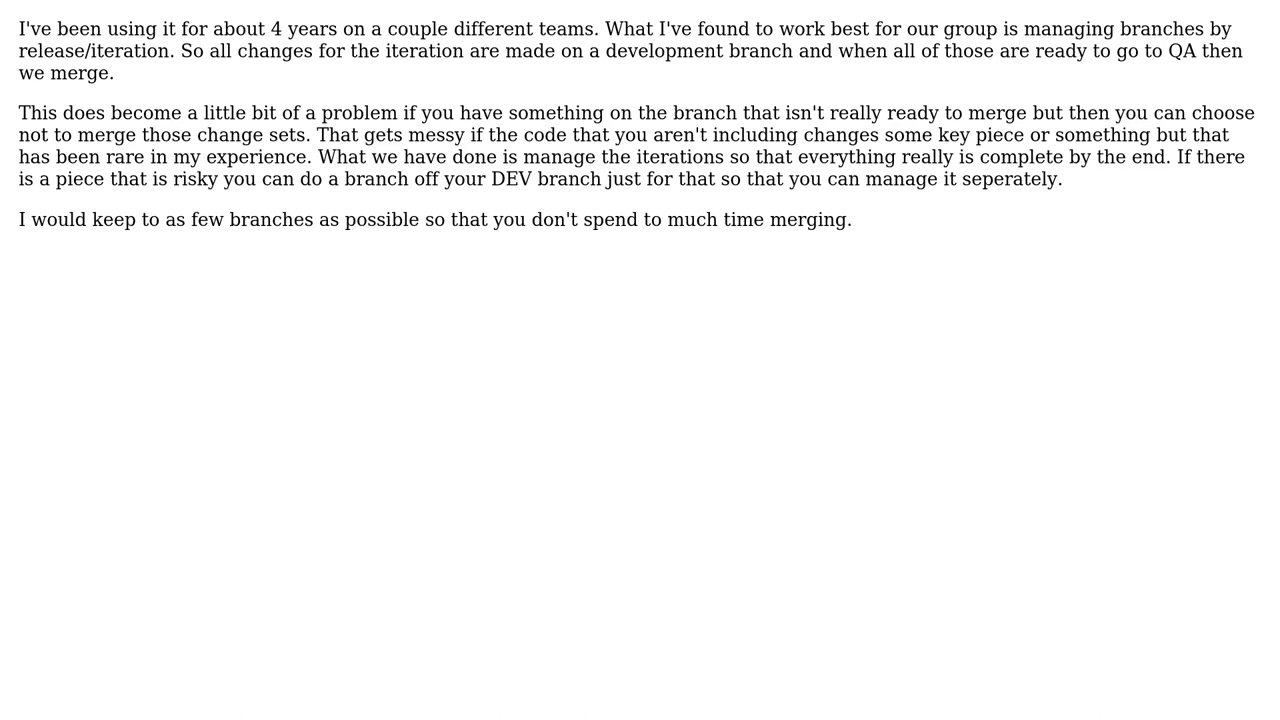 I've been using it for about 4 years on a couple different teams. What I've found to work best for our group is managing branches by
release/iteration. So all changes for the iteration are made on a development branch and when all of those are ready to go to QA then
we merge.
This does become a little bit of a problem if you have something on the branch that isn't really ready to merge but then you can choose
not to merge those change sets. That gets messy if the code that you aren't including changes some key piece or something but that
has been rare in my experience. What we have done is manage the iterations so that everything really is complete by the end. If there
is a piece that is risky you can do a branch off your DEV branch just for that so that you can manage it seperately.
I would keep to as few branches as possible so that you don't spend to much time merging.